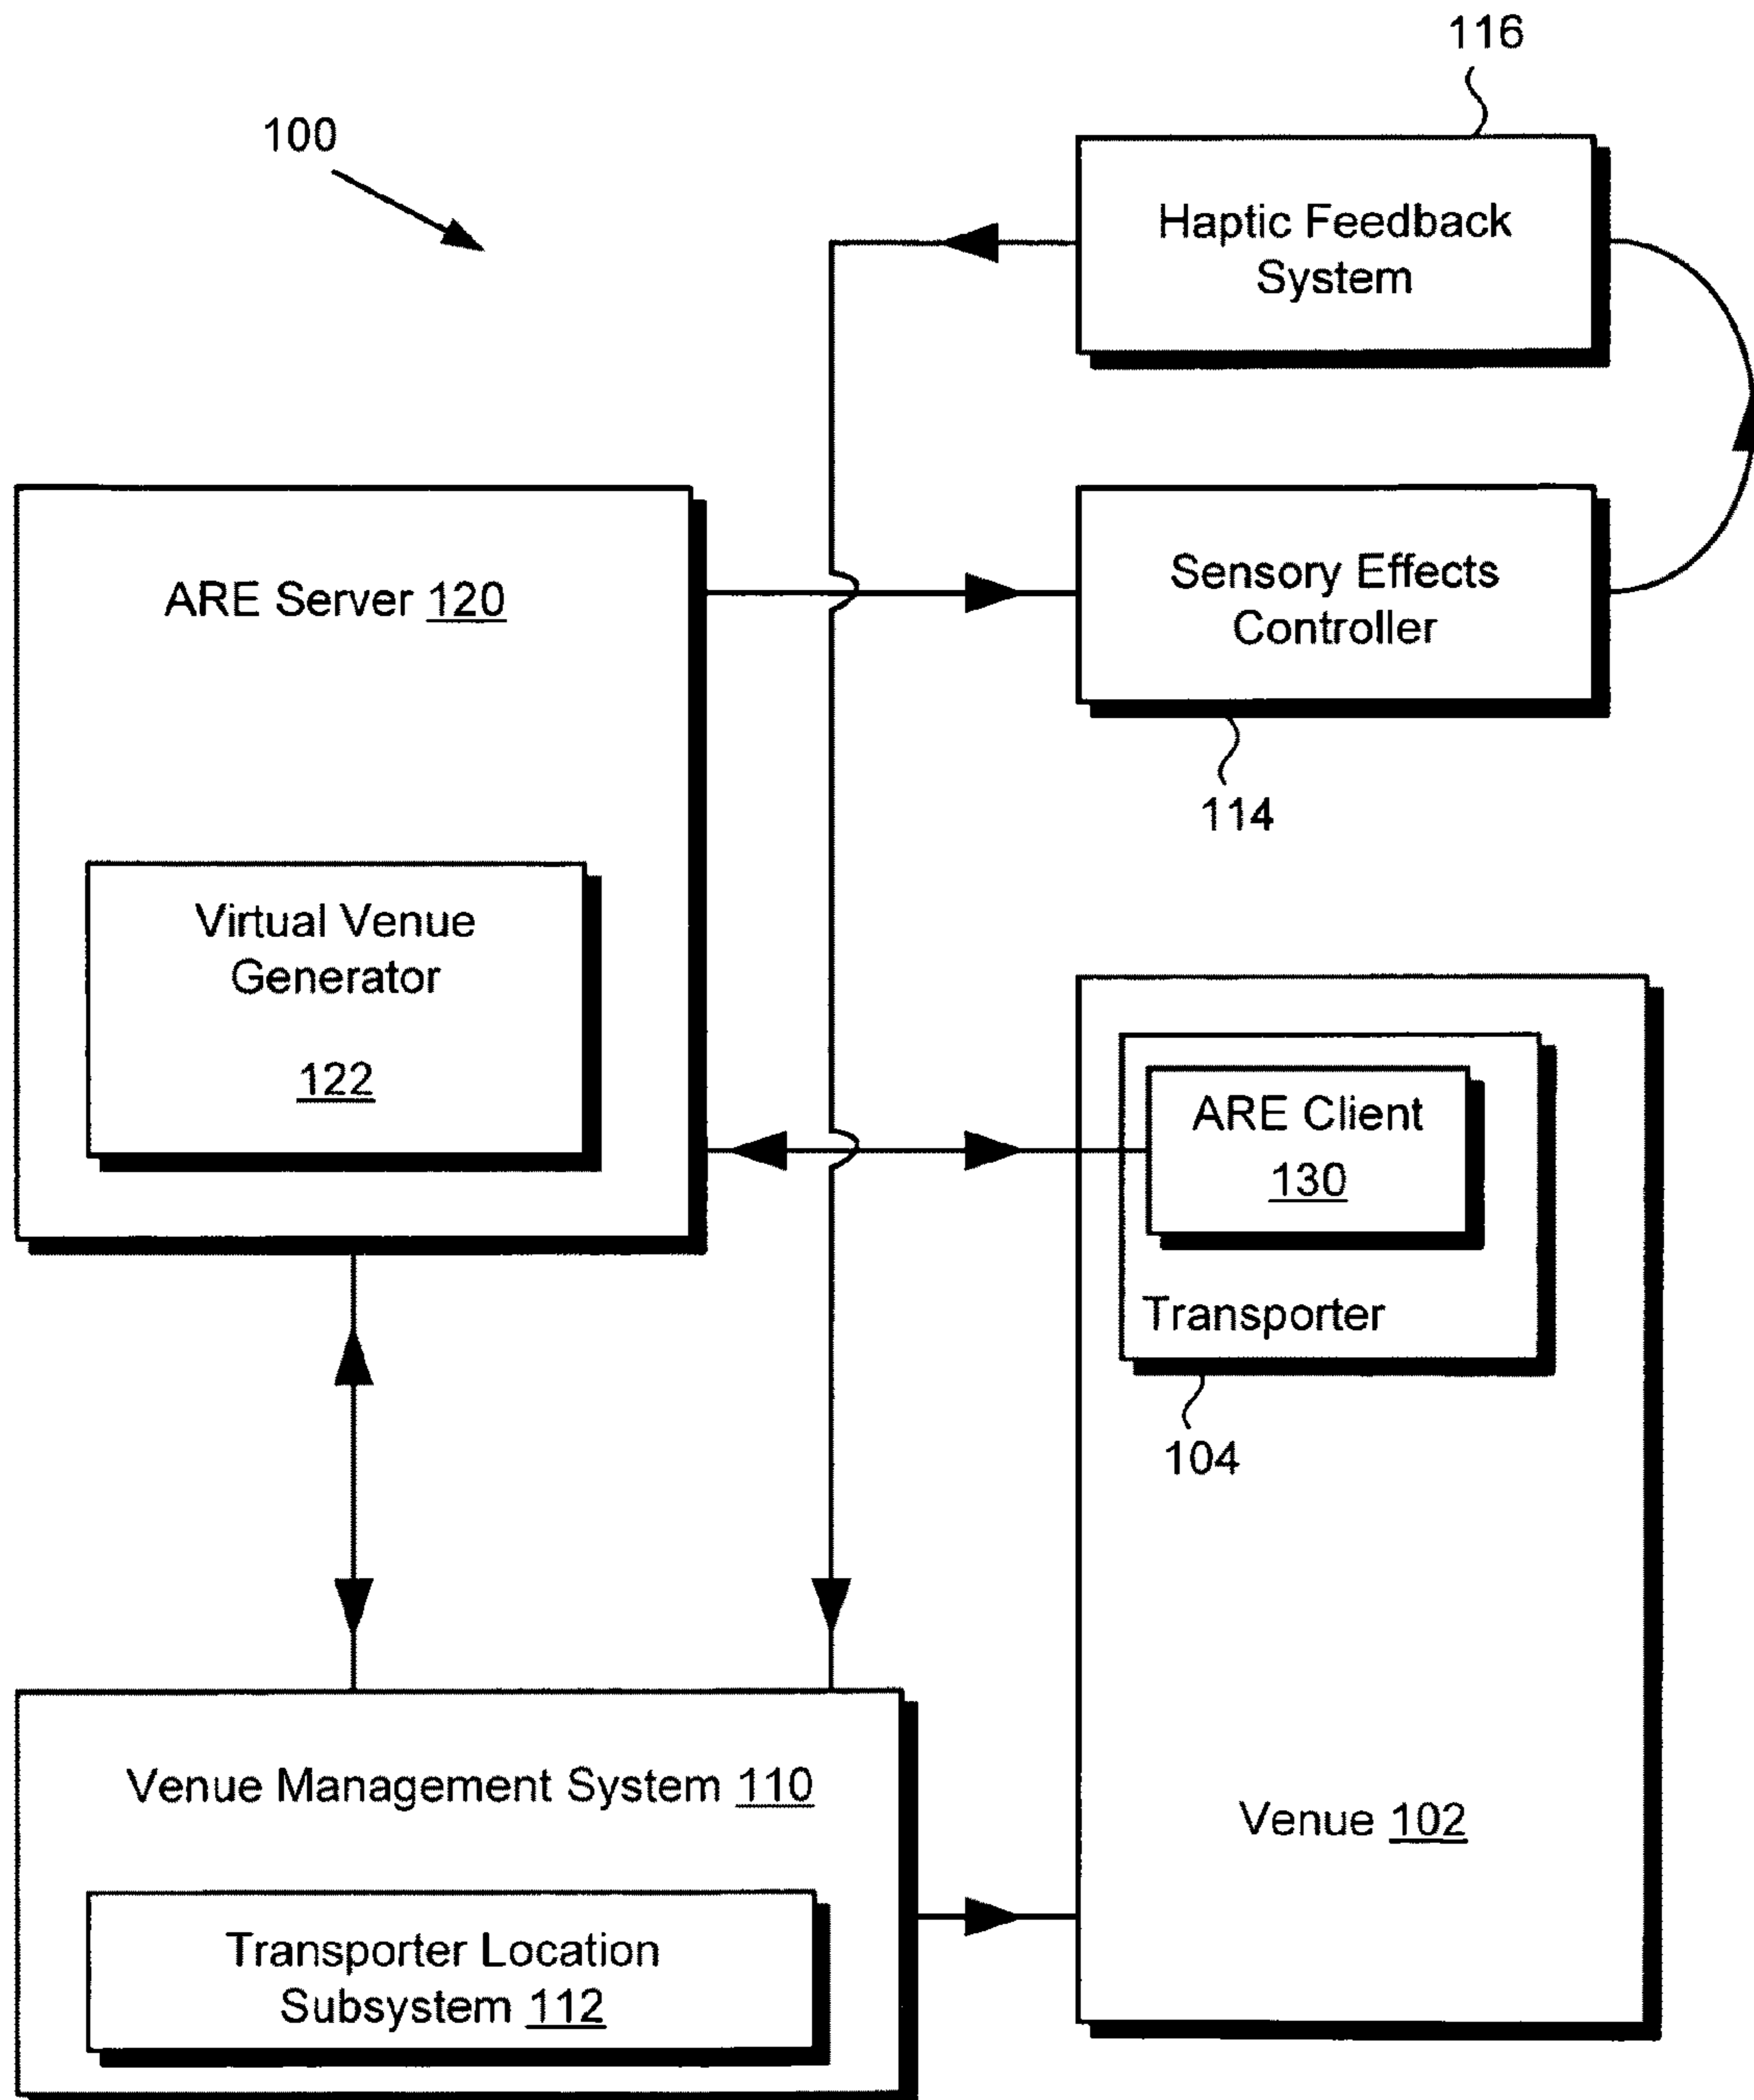 116
100
Haptic Feedback
System
ARE Server 120
Sensory Effects
Controller
114
Virtual Venue
Generator
122
ARE Client
130
Transporter
104
Venue Management System 110
Venue 102
Transporter Location
Subsystem 112